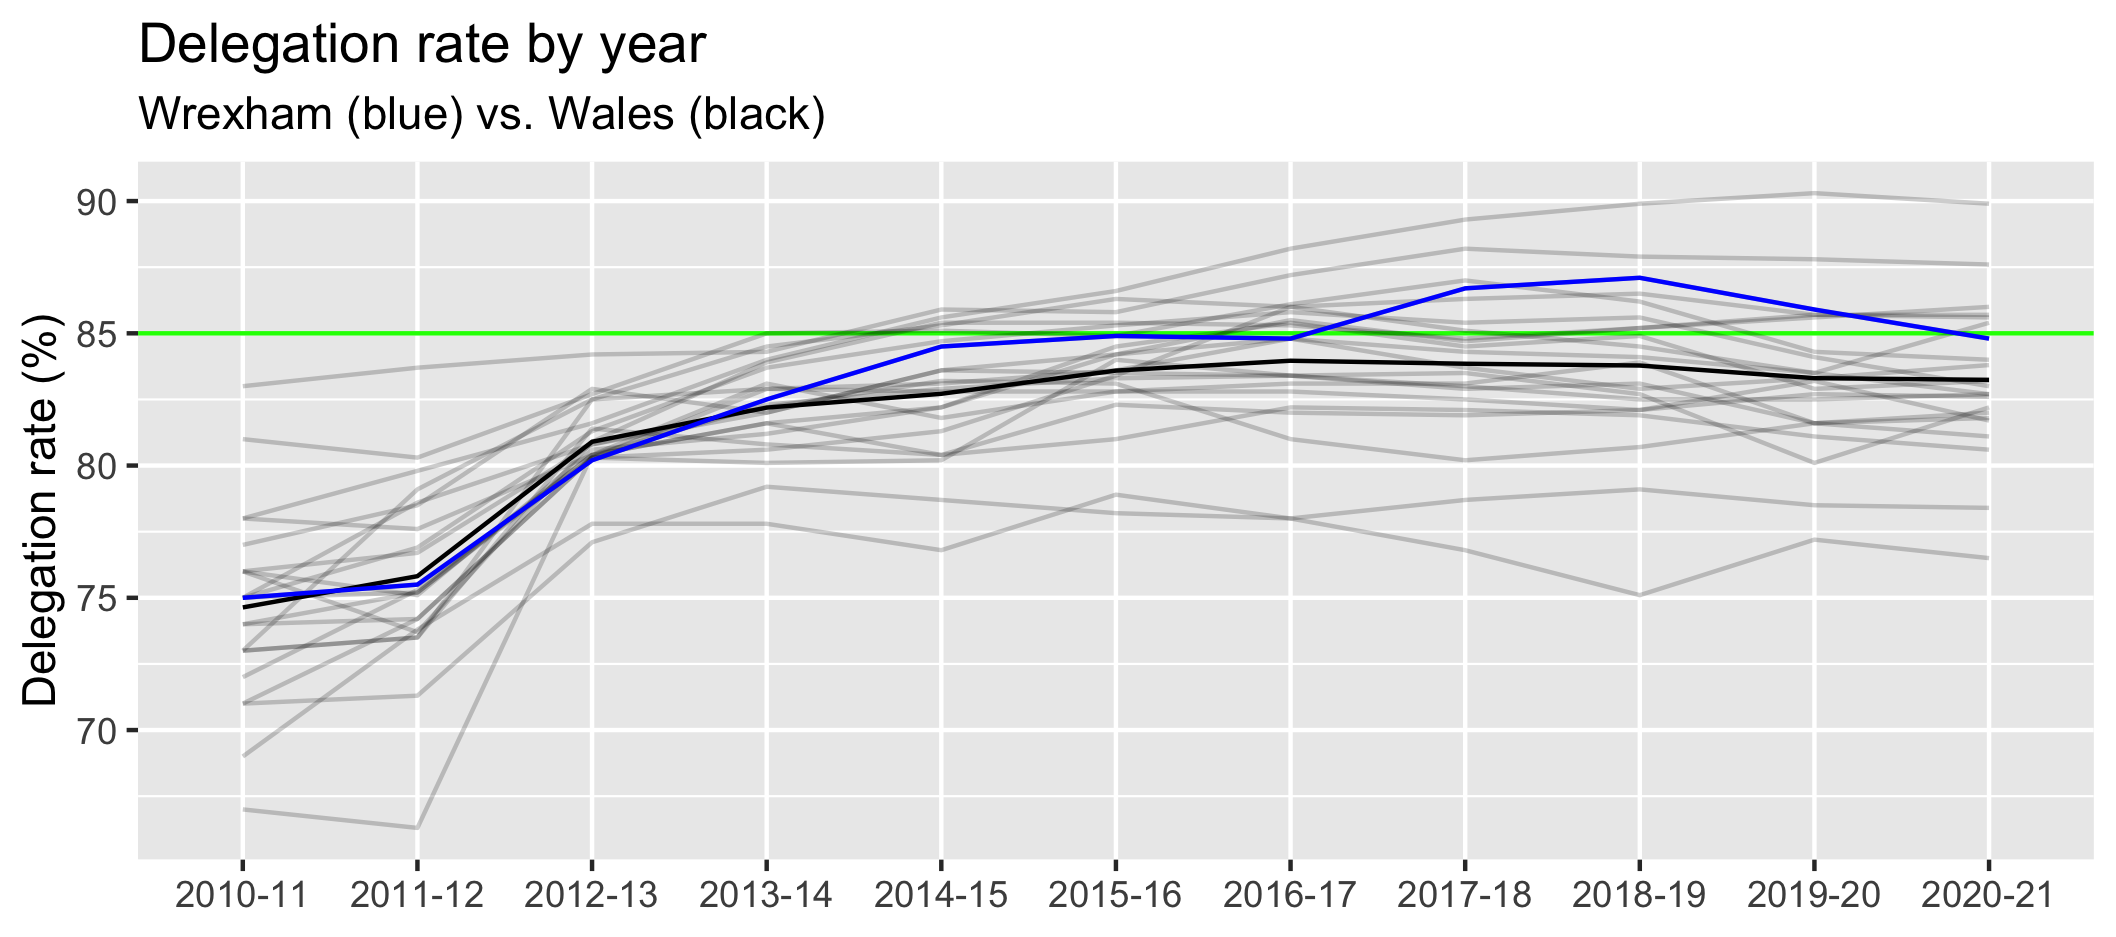 Delegation rate by year
Wrexham (blue) vs. Wales (black)
Delegation rate (%)
90
85
80
75
70
2010-11 2011-12 2012-13 2013-14 2014-15 2015-16 2016-17 2017-18 2018-19 2019-20 2020-21